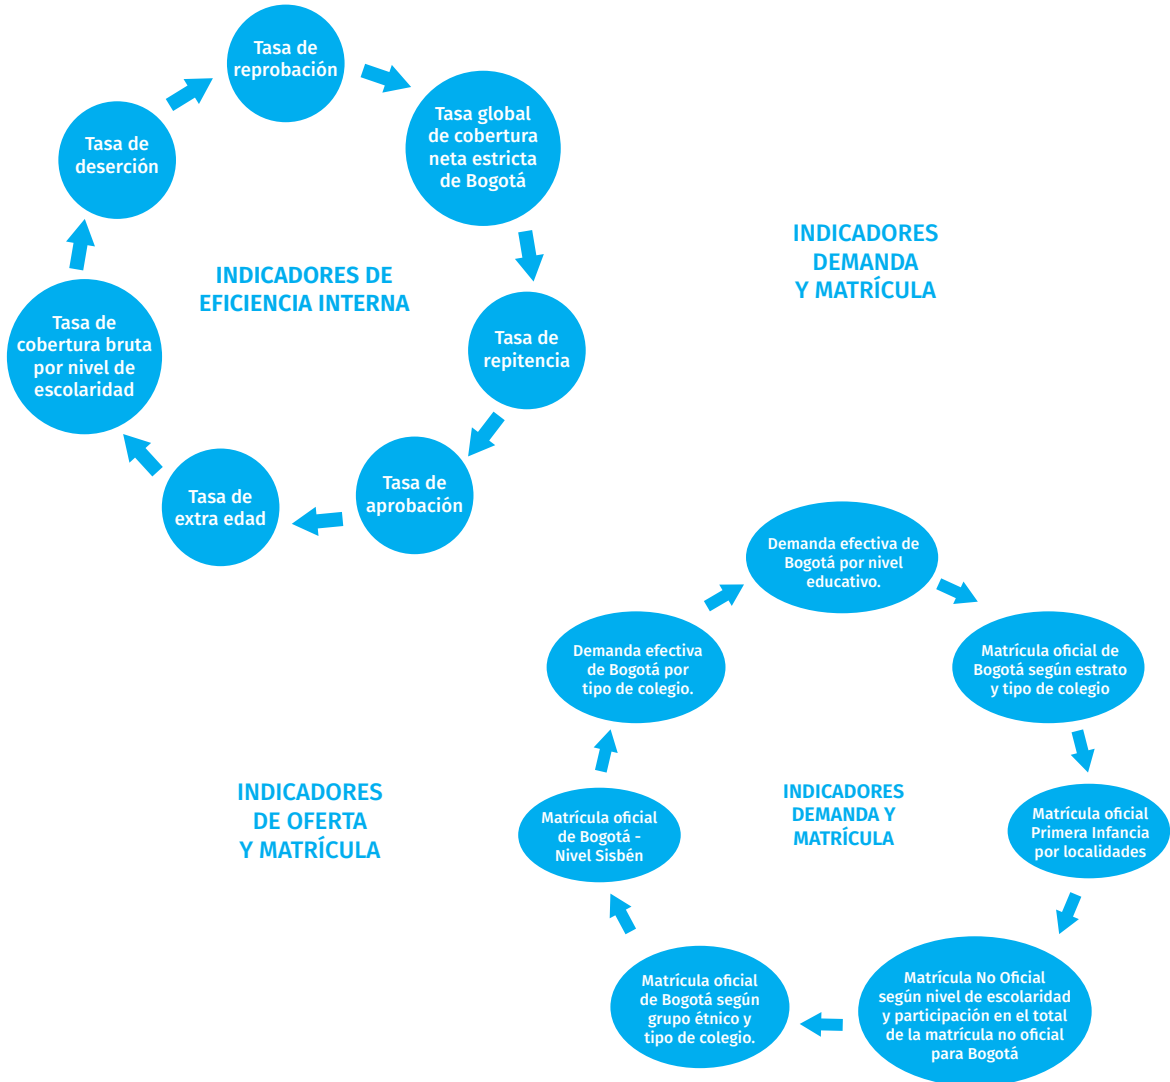 Tasa de
reprobación
Tasa global
de cobertura
neta estricta
de Bogotá
Tasa de
deserción
INDICADORES DE
EFICIENCIA INTERNA
Tasa de
repitencia
Tasa de
cobertura bruta
por nivel de
escolaridad
Tasa de
aprobación
Tasa de
extra edad
INDICADORES
DEMANDA
Y MATRÍCULA
Demanda efectiva de
Bogotá por nivel
educativo.
Demanda efectiva
de Bogotá por
tipo de colegio.
Matrícula oficial de
Bogotá según estrato
y tipo de colegio
INDICADORES
DE OFERTA
Y MATRÍCULA
Matrícula oficial
de Bogotá -
Nivel Sisbén
INDICADORES
DEMANDA Y
MATRÍCULA
Matrícula oficial
Primera Infancia
por localidades
Matrícula oficial
de Bogotá según
grupo étnico y
tipo de colegio.
Matrícula No Oficial
según nivel de escolaridad
y participación en el total
de la matrícula no oficial
para Bogotá